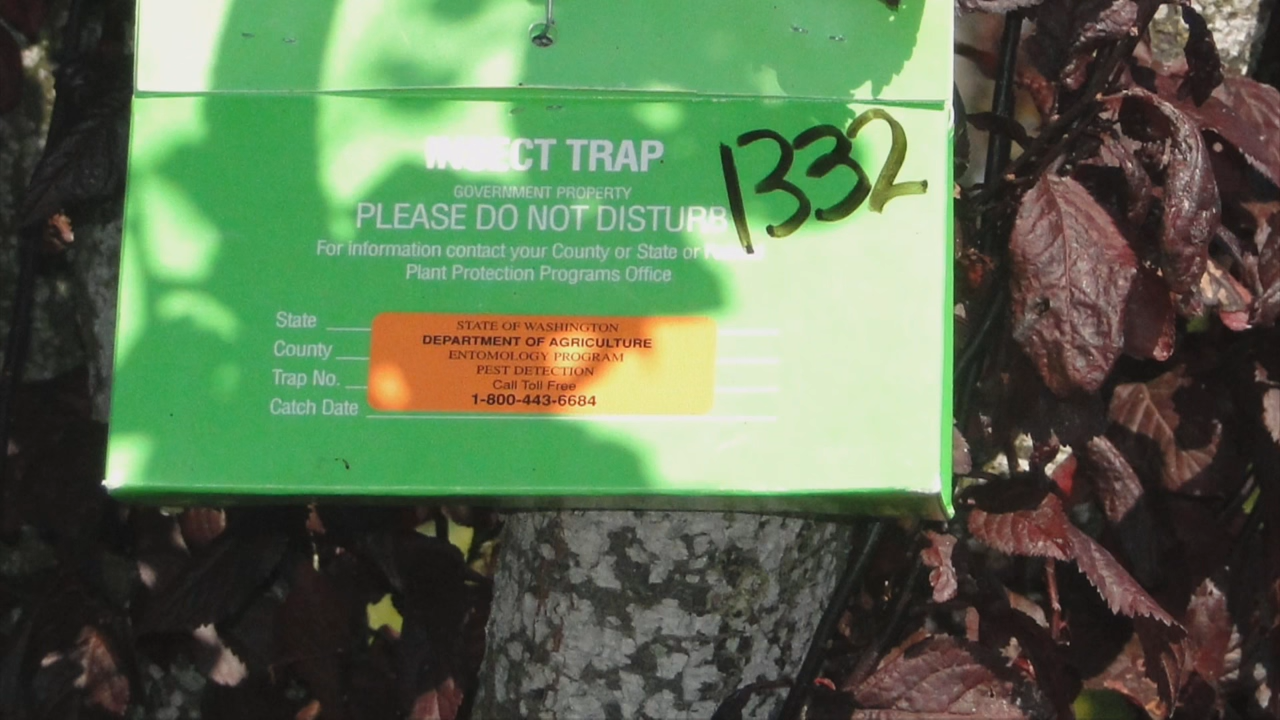 INSECT TRAP
1332
GOVERNMENT PROPERTY
PLEASE DO NOT DISTURB
For information contact your County or State or
Plant Protection Programs Office
State
County
Trap No.
Catch Date
STATE OF WASHINGTON
DEPARTMENT OF AGRICULTURE
ENTOMOLOGY PROGRAM
PEST DETECTION
Call Toll Free
1-800-443-6684